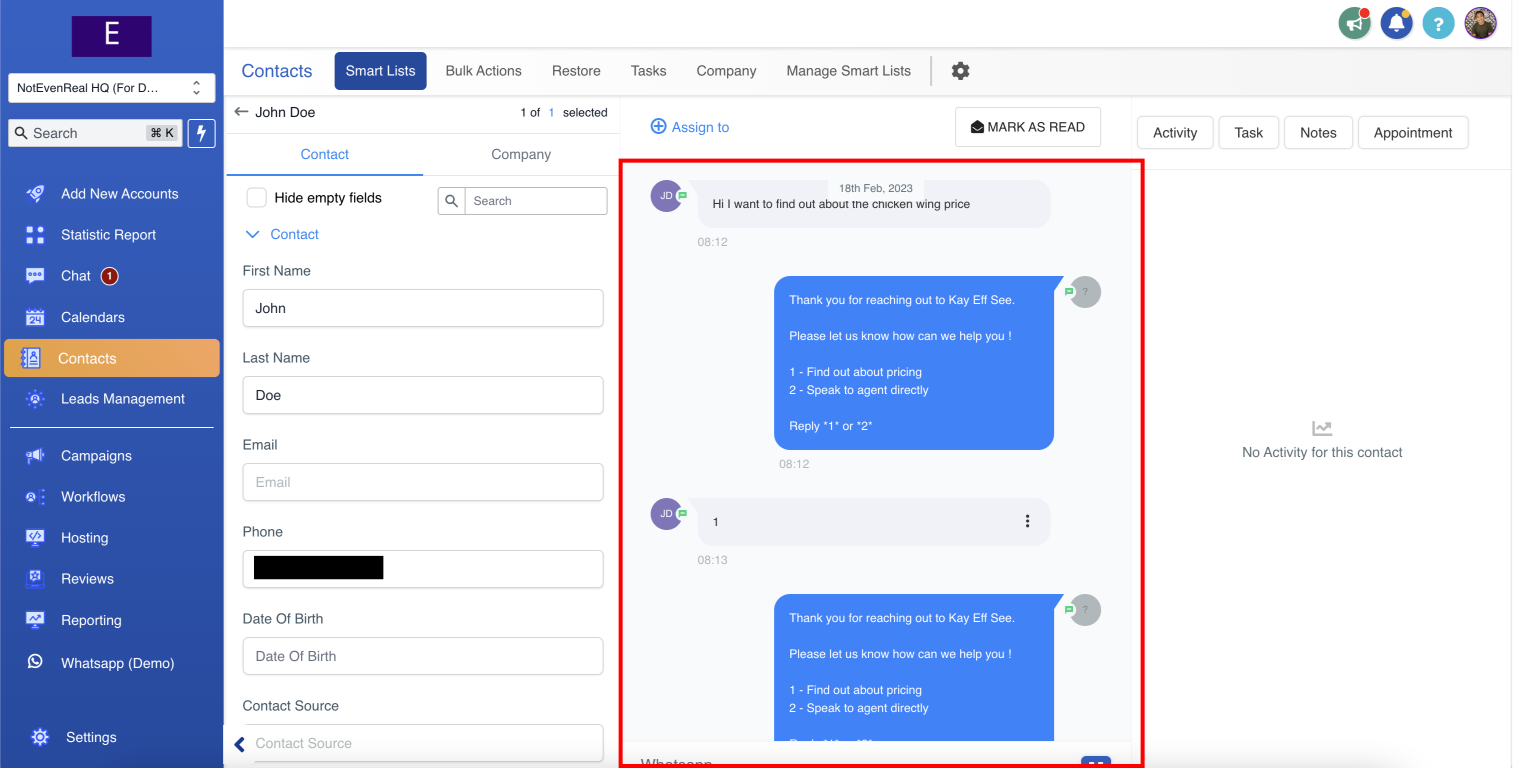 E
NotEvenReal HQ (For D...
Search
⌘ K
Add New Accounts
Statistic Report
Chat 1
Calendars
24
Contacts
Leads Management
Campaigns
Workflows
Hosting
Reviews
Reporting
Whatsapp (Demo)
Settings
?
Contacts
Smart Lists
Bulk Actions
Restore
Tasks
Company
Manage Smart Lists
John Doe
1 of 1 selected
Contact
Company
Hide empty fields
Search
Contact
First Name
John
Last Name
Doe
Email
Email
Phone
Date Of Birth
Date Of Birth
Contact Source
Contact Source
Assign to
MARK AS READ
18th Feb, 2023
JD
Hi I want to find out about the chicken wing price
08:12
?
Thank you for reaching out to Kay Eff See.
Please let us know how can we help you !
1 - Find out about pricing
2 - Speak to agent directly
Reply *1* or *2*
08:12
JD
1
08:13
?
Thank you for reaching out to Kay Eff See.
Please let us know how can we help you !
1 - Find out about pricing
2 - Speak to agent directly
Whatsapp
Activity
Task
Notes
Appointment
No Activity for this contact